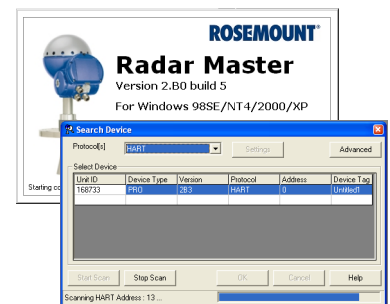 ROSEMOUNT®
Radar Master
Version 2.B0 build 5
For Windows 98SE/NT4/2000/XP
Starting co
Search Device
Protocol[s] HART Settings Advanced
Select Device
Unit ID Device Type Version Protocol Address Device Tag
168733 PRO 2B3 HART 0 Untitled1
Start Scan Stop Scan OK Cancel Help
Scanning HART Address : 13 ...